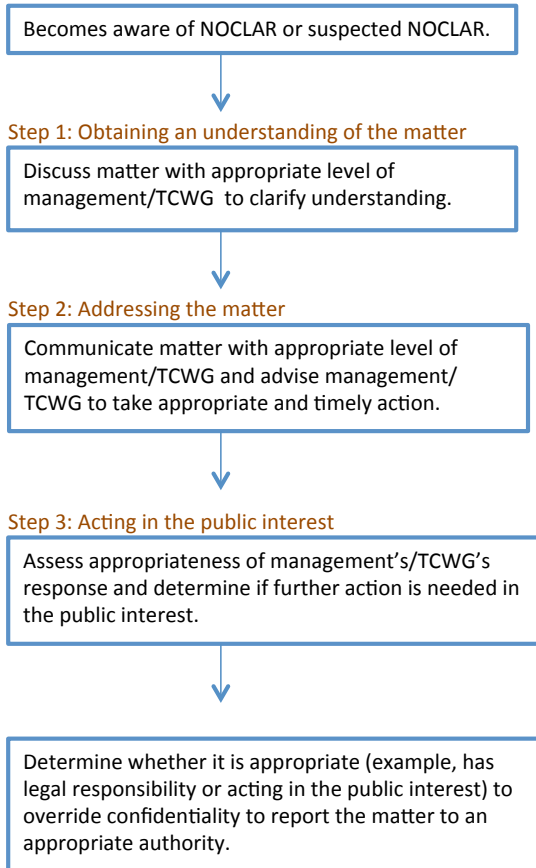 Becomes aware of NOCLAR or suspected NOCLAR.
Step 1: Obtaining an understanding of the matter
Discuss matter with appropriate level of
management/TCWG to clarify understanding.
Step 2: Addressing the matter
Communicate matter with appropriate level of
management/TCWG and advise management/
TCWG to take appropriate and timely action.
Step 3: Acting in the public interest
Assess appropriateness of management's/TCWG's
response and determine if further action is needed in
the public interest.
Determine whether it is appropriate (example, has
legal responsibility or acting in the public interest) to
override confidentiality to report the matter to an
appropriate authority.